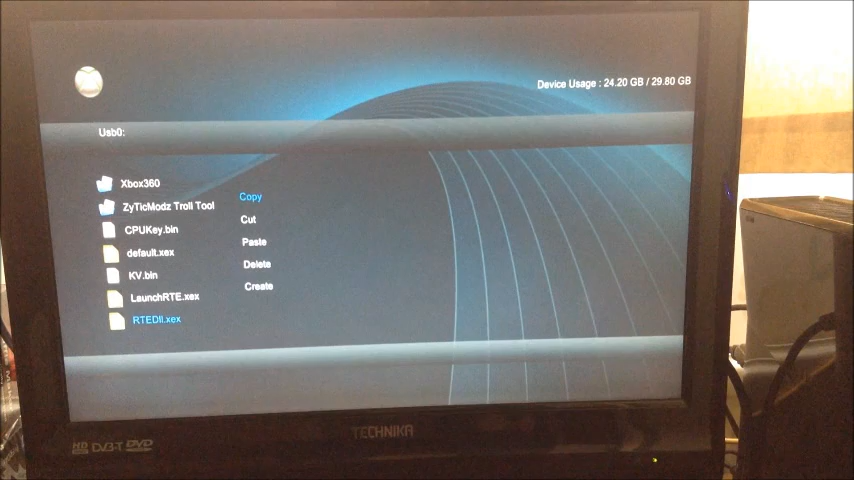 Device Usage : 24.20 GB / 29.80 GB
Usb0:
Xbox360
ZyTicModz Troll Tool
CPUKey.bin
default.xex
KV.bin
LaunchRTE.xex
RTEDll.xex
Copy
Cut
Paste
Delete
Create
TECHNIKA
HD DVB-T DVD